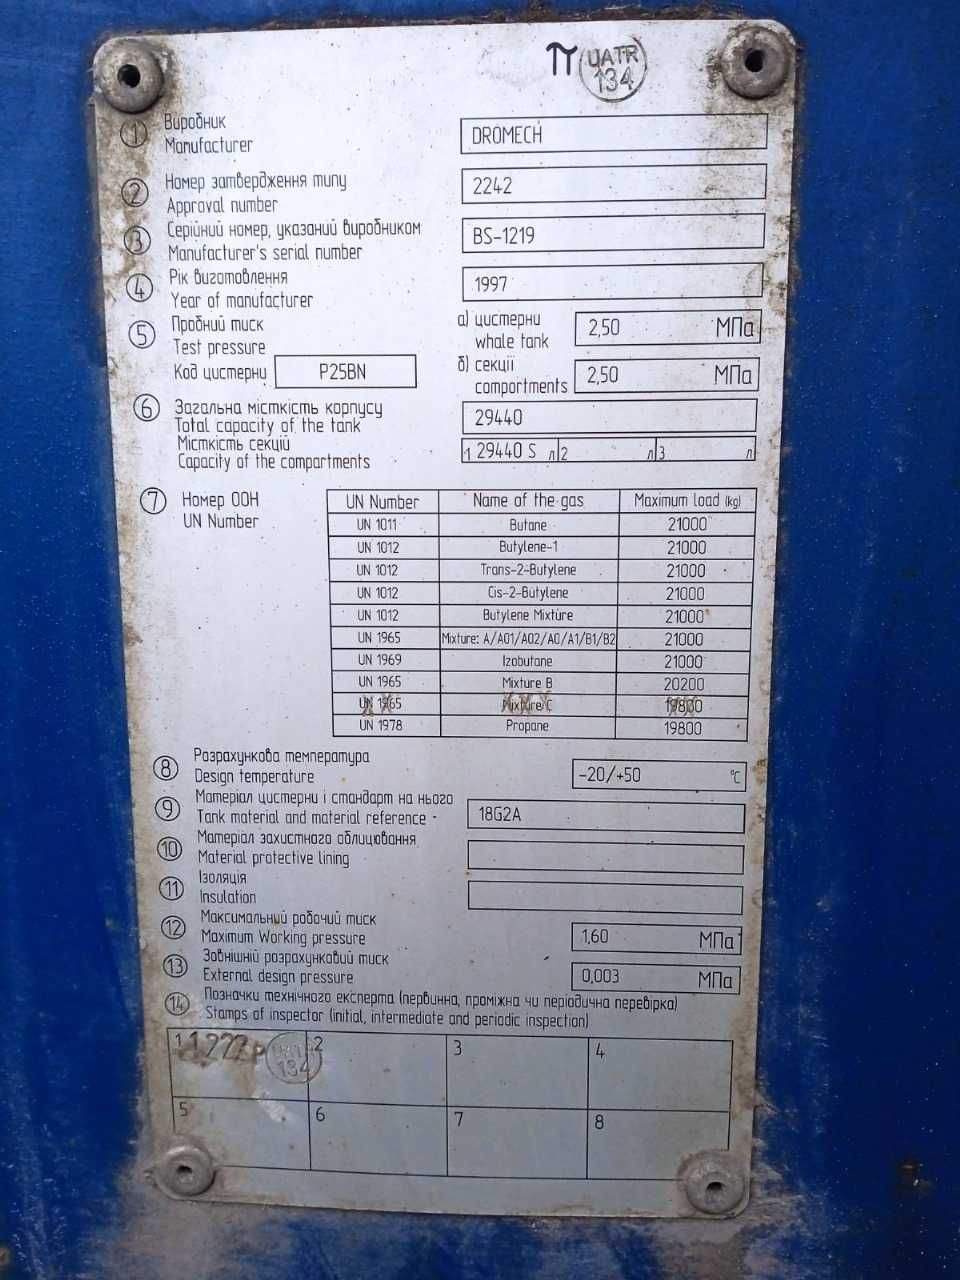 π UATR 134
① Виробник
Manufacturer
DROMECH
② Номер затвердження типу
Approval number
2242
③ Серійний номер, указаний виробником
Manufacturer's serial number
BS-1219
④ Рік виготовлення
Year of manufacturer
1997
⑤ Пробний тиск
Test pressure
а) цистерни
whale tank
2,50 МПа
Код цистерни P25BN
б) секції
compartments
2,50 МПа
⑥ Загальна місткість корпусу
Total capacity of the tank
29440
Місткість секцій
Capacity of the compartments
1 29440 S л 2 л 3 л
⑦ Номер ООН
UN Number
UN Number Name of the gas Maximum load (kg)
UN 1011 Butane 21000
UN 1012 Butylene-1 21000
UN 1012 Trans-2-Butylene 21000
UN 1012 Cis-2-Butylene 21000
UN 1012 Butylene Mixture 21000
UN 1965 Mixture: A/A01/A02/A0/A1/B1/B2 21000
UN 1969 Izobutane 21000
UN 1965 Mixture B 20200
UN 1965 Mixture C 19800
UN 1978 Propane 19800
⑧ Розрахункова температура
Design temperature
-20/+50 °C
⑨ Матеріал цистерни і стандарт на нього
Tank material and material reference -
18G2A
⑩ Матеріал захистного облицювання
Material protective lining
⑪ Ізоляція
Insulation
⑫ Максимальний робочий тиск
Maximum Working pressure
1,60 МПа
⑬ Зовнішній розрахунковий тиск
External design pressure
0,003 МПа
⑭ Позначки технічного експерта (первинна, проміжна чи періодична перевірка)
Stamps of inspector (initial, intermediate and periodic inspection)
1 2 3 4
134
5 6 7 8